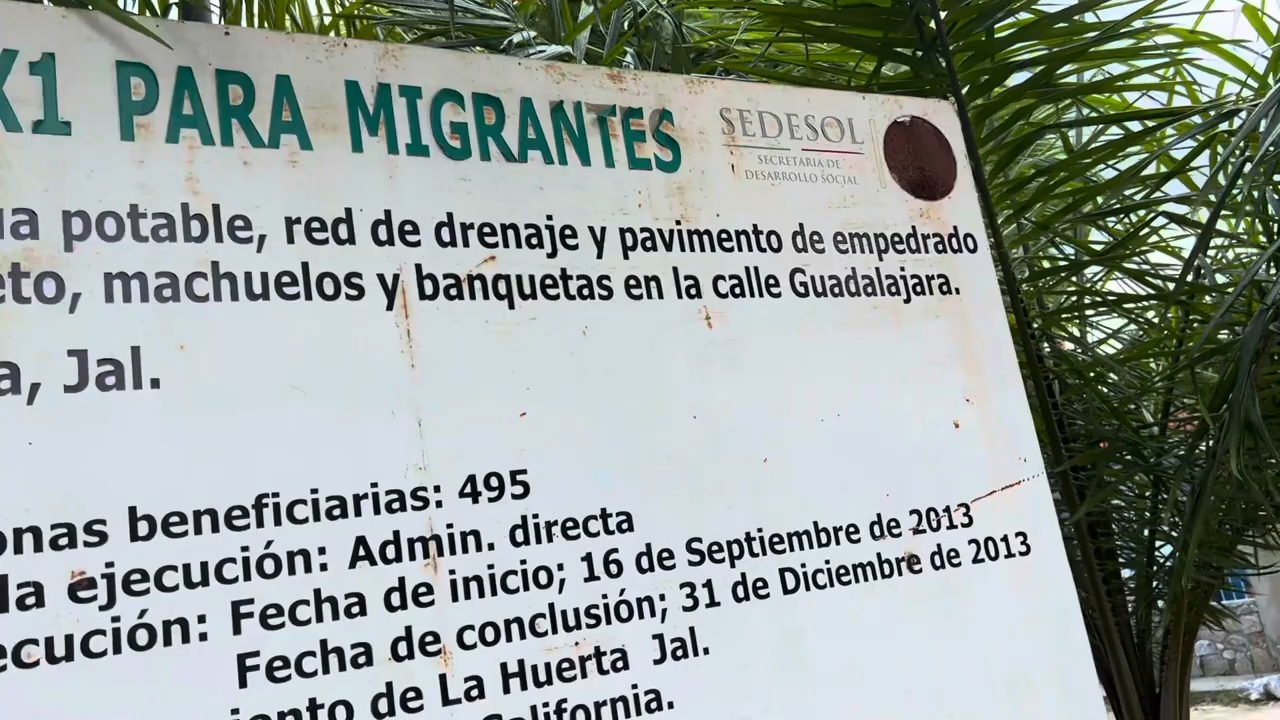 X1 PARA MIGRANTES
SEDESOL
SECRETARÍA DE
DESARROLLO SOCIAL
ua potable, red de drenaje y pavimento de empedrado
eto, machuelos y banquetas en la calle Guadalajara.
a, Jal.
onas beneficiarias: 495
la ejecución: Admin. directa
ecución: Fecha de inicio; 16 de Septiembre de 2013
Fecha de conclusión; 31 de Diciembre de 2013
iento de La Huerta Jal.
California.